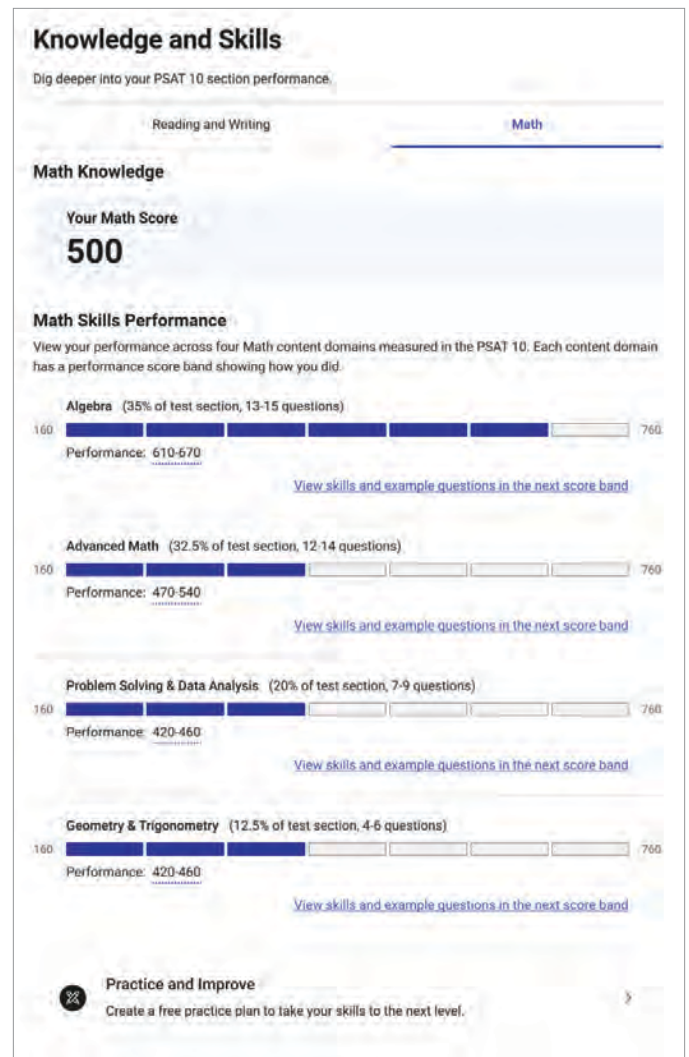 Knowledge and Skills
Dig deeper into your PSAT 10 section performance.
Reading and Writing
Math
Math Knowledge
Your Math Score
500
Math Skills Performance
View your performance across four Math content domains measured in the PSAT 10. Each content domain
has a performance score band showing how you did.
Algebra (35% of test section, 13-15 questions)
160
760
Performance: 610-670
View skills and example questions in the next score band
Advanced Math (32.5% of test section, 12-14 questions)
160
760
Performance: 470-540
View skills and example questions in the next score band
Problem Solving & Data Analysis (20% of test section, 7-9 questions)
160
760
Performance: 420-460
View skills and example questions in the next score band
Geometry & Trigonometry (12.5% of test section, 4-6 questions)
160
760
Performance: 420-460
View skills and example questions in the next score band
Practice and Improve
Create a free practice plan to take your skills to the next level.